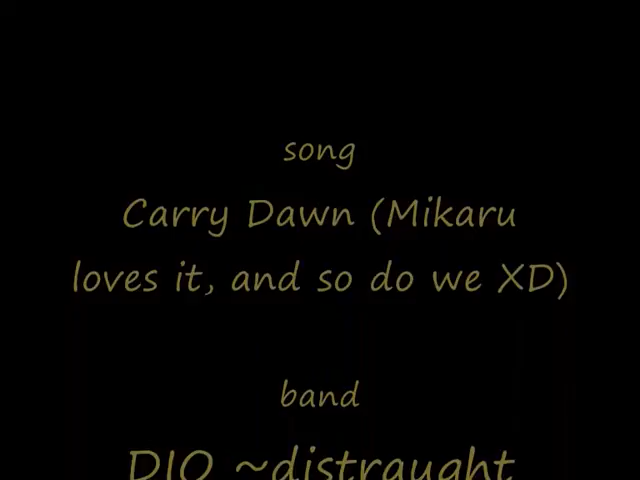 song
Carry Dawn (Mikaru
loves it, and so do we XD)
band
DIO ~distraught